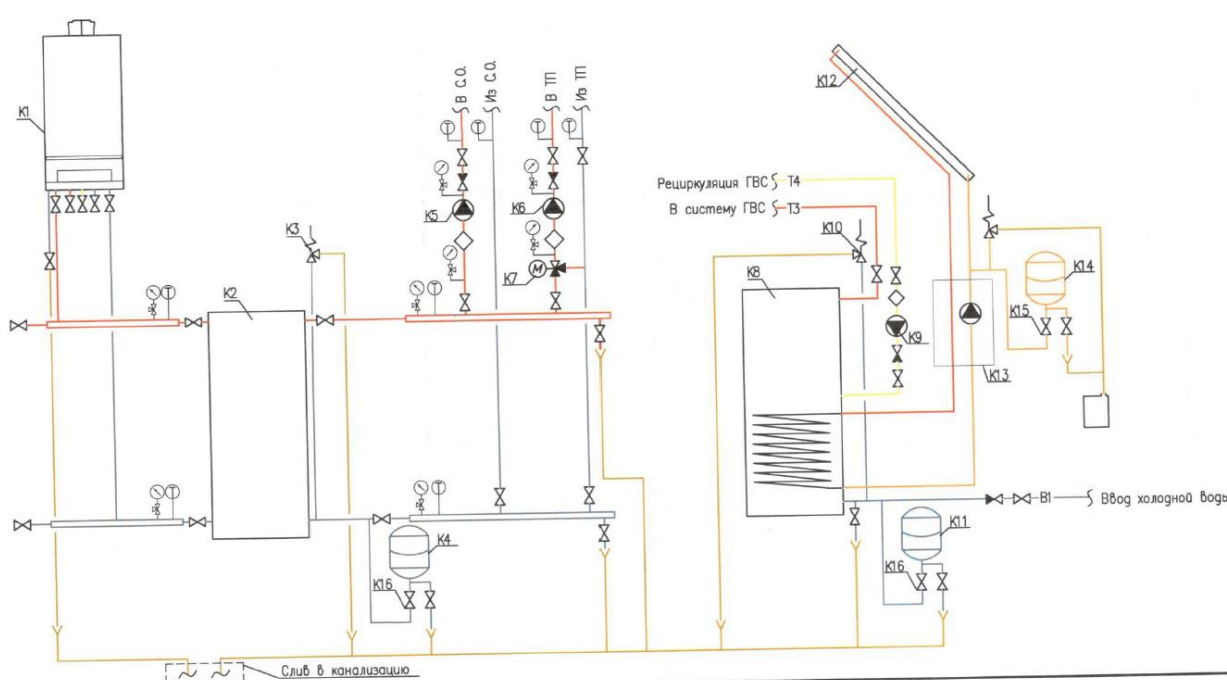 К1
В С.О.
Из С.О.
В ТП
Из ТП
Т
Т
Т
Т
К12
Рециркуляция ГВС Т4
В систему ГВС Т3
К5
К6
К3
К10
К7
М
К8
К14
Т
Т
К2
К15
К9
К13
Т
Т
В1 Ввод холодной воды
К4
К11
К16
К16
Слив в канализацию